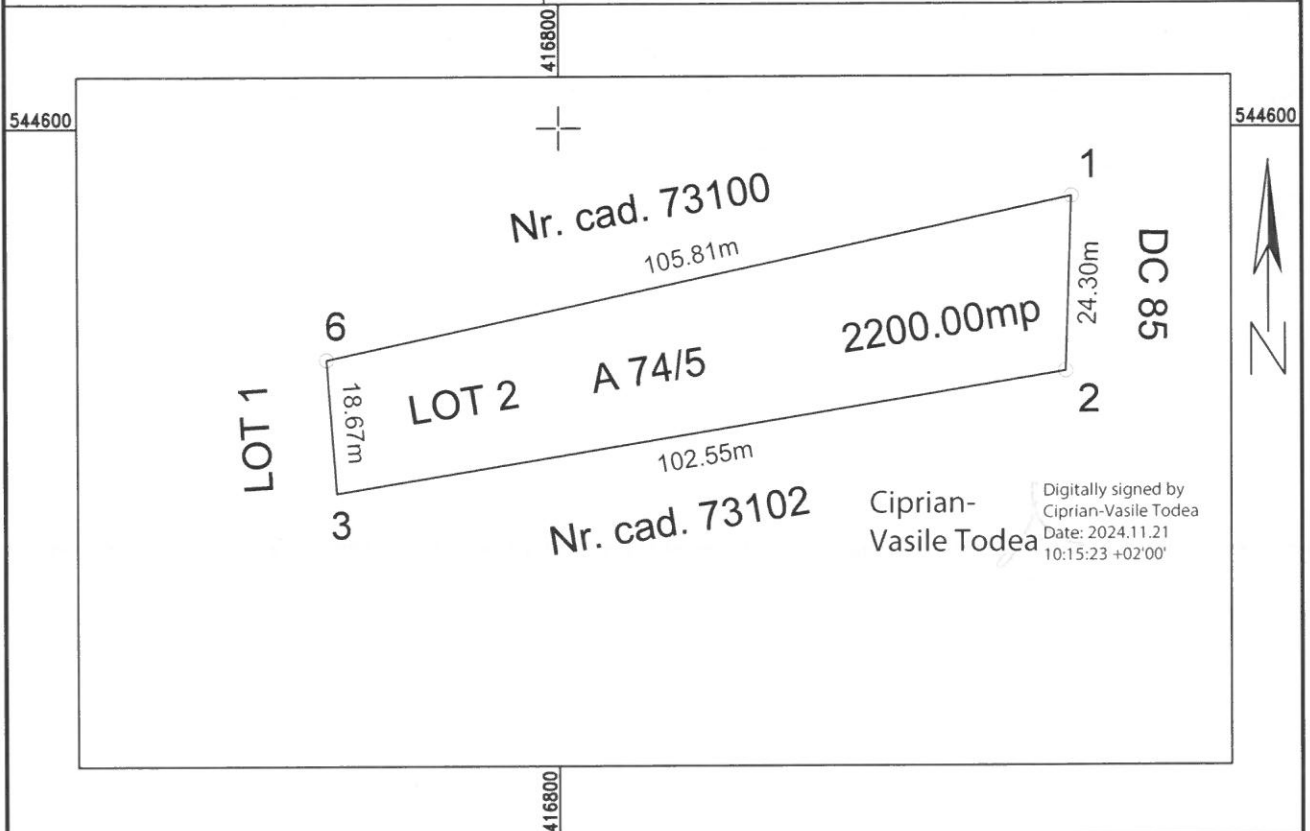 416800
544600
544600
1
Nr. cad. 73100
105.81m
DC 85
24.30m
6
2200.00mp
A 74/5
LOT 2
LOT 1
18.67m
2
N
102.55m
3
Nr. cad. 73102
Ciprian-
Vasile Todea
Digitally signed by
Ciprian-Vasile Todea
Date: 2024.11.21
10:15:23 +02'00'
416800